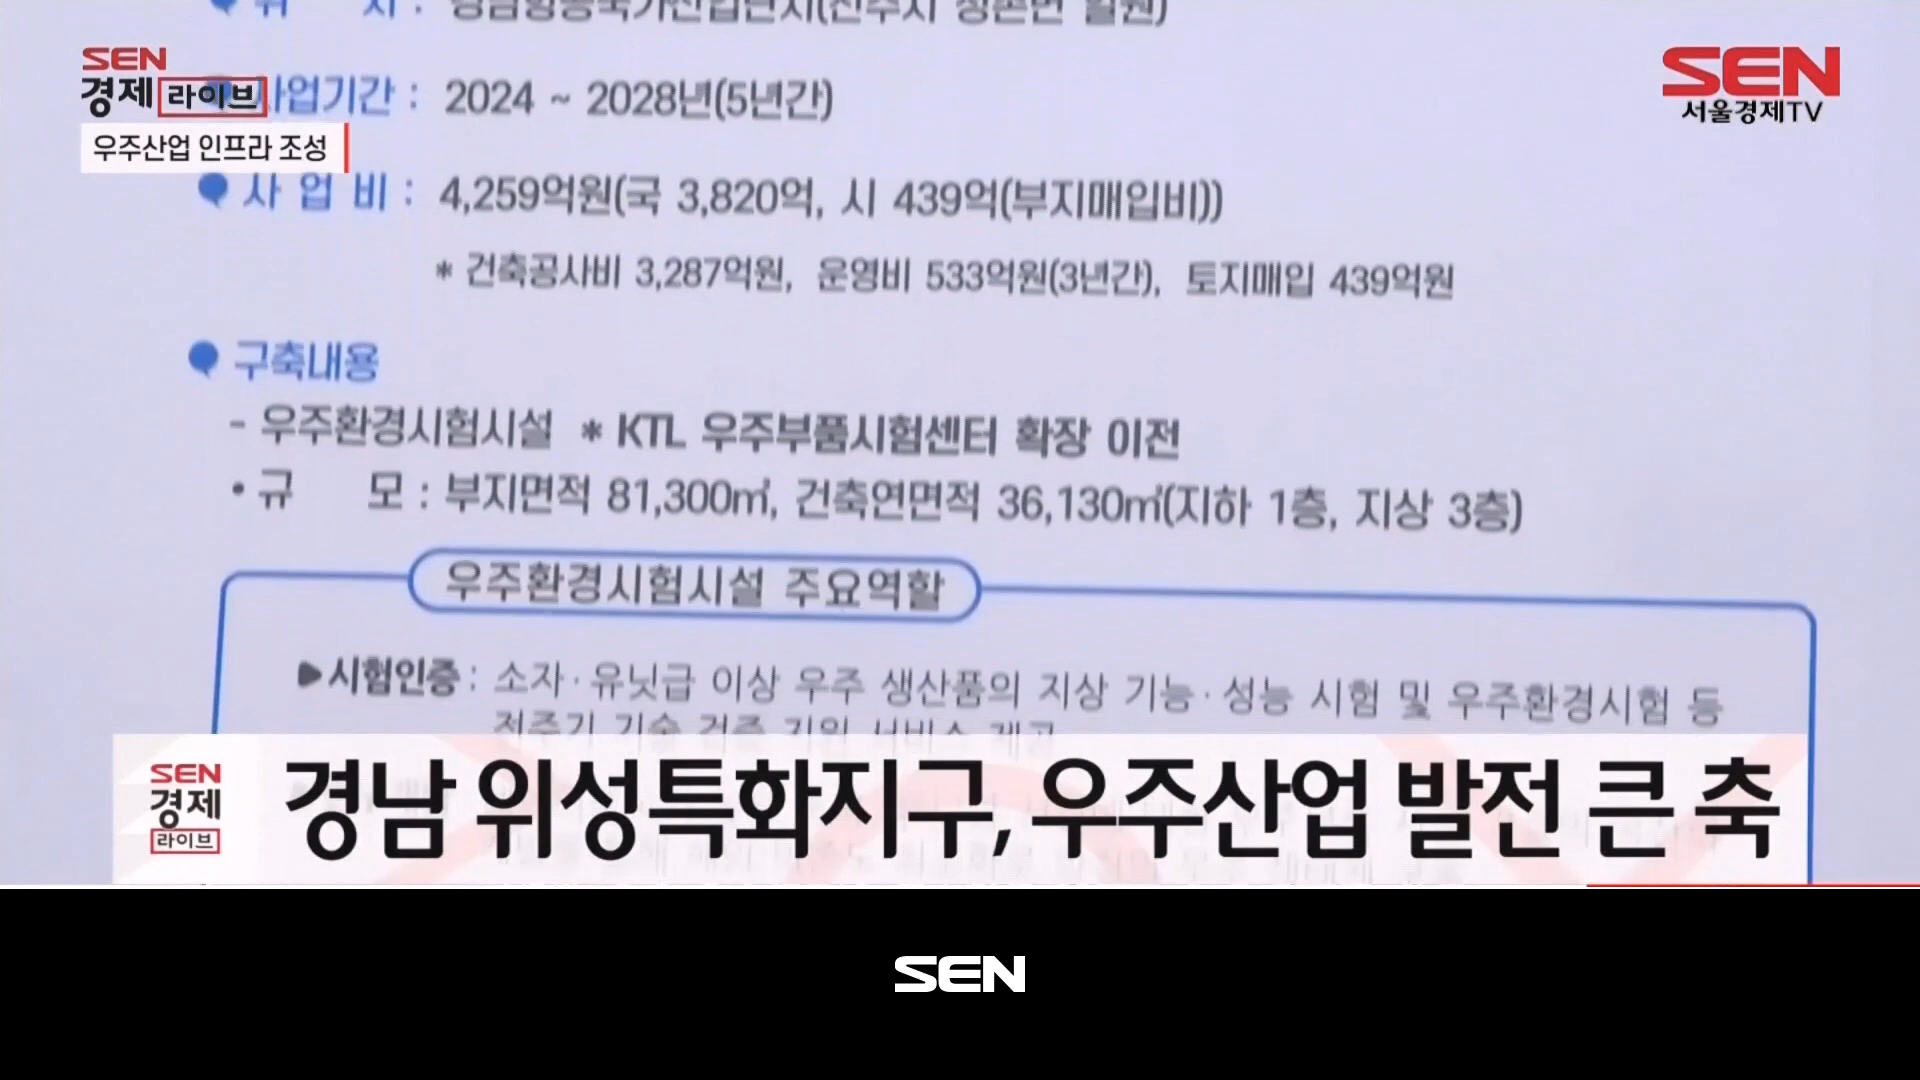 SEN
경제 라이브
우주산업 인프라 조성
SEN
서울경제TV
사업기간 : 2024 ~ 2028년(5년간)
사 업 비 : 4,259억원(국 3,820억, 시 439억(부지매입비))
* 건축공사비 3,287억원, 운영비 533억원(3년간), 토지매입 439억원
구축내용
- 우주환경시험시설 * KTL 우주부품시험센터 확장 이전
• 규 모 : 부지면적 81,300㎡, 건축연면적 36,130㎡(지하 1층, 지상 3층)
우주환경시험시설 주요역할
▶시험인증 : 소자·유닛급 이상 우주 생산품의 지상 기능·성능 시험 및 우주환경시험 등
SEN
경제
라이브
경남 위성특화지구, 우주산업 발전 큰 축
SEN